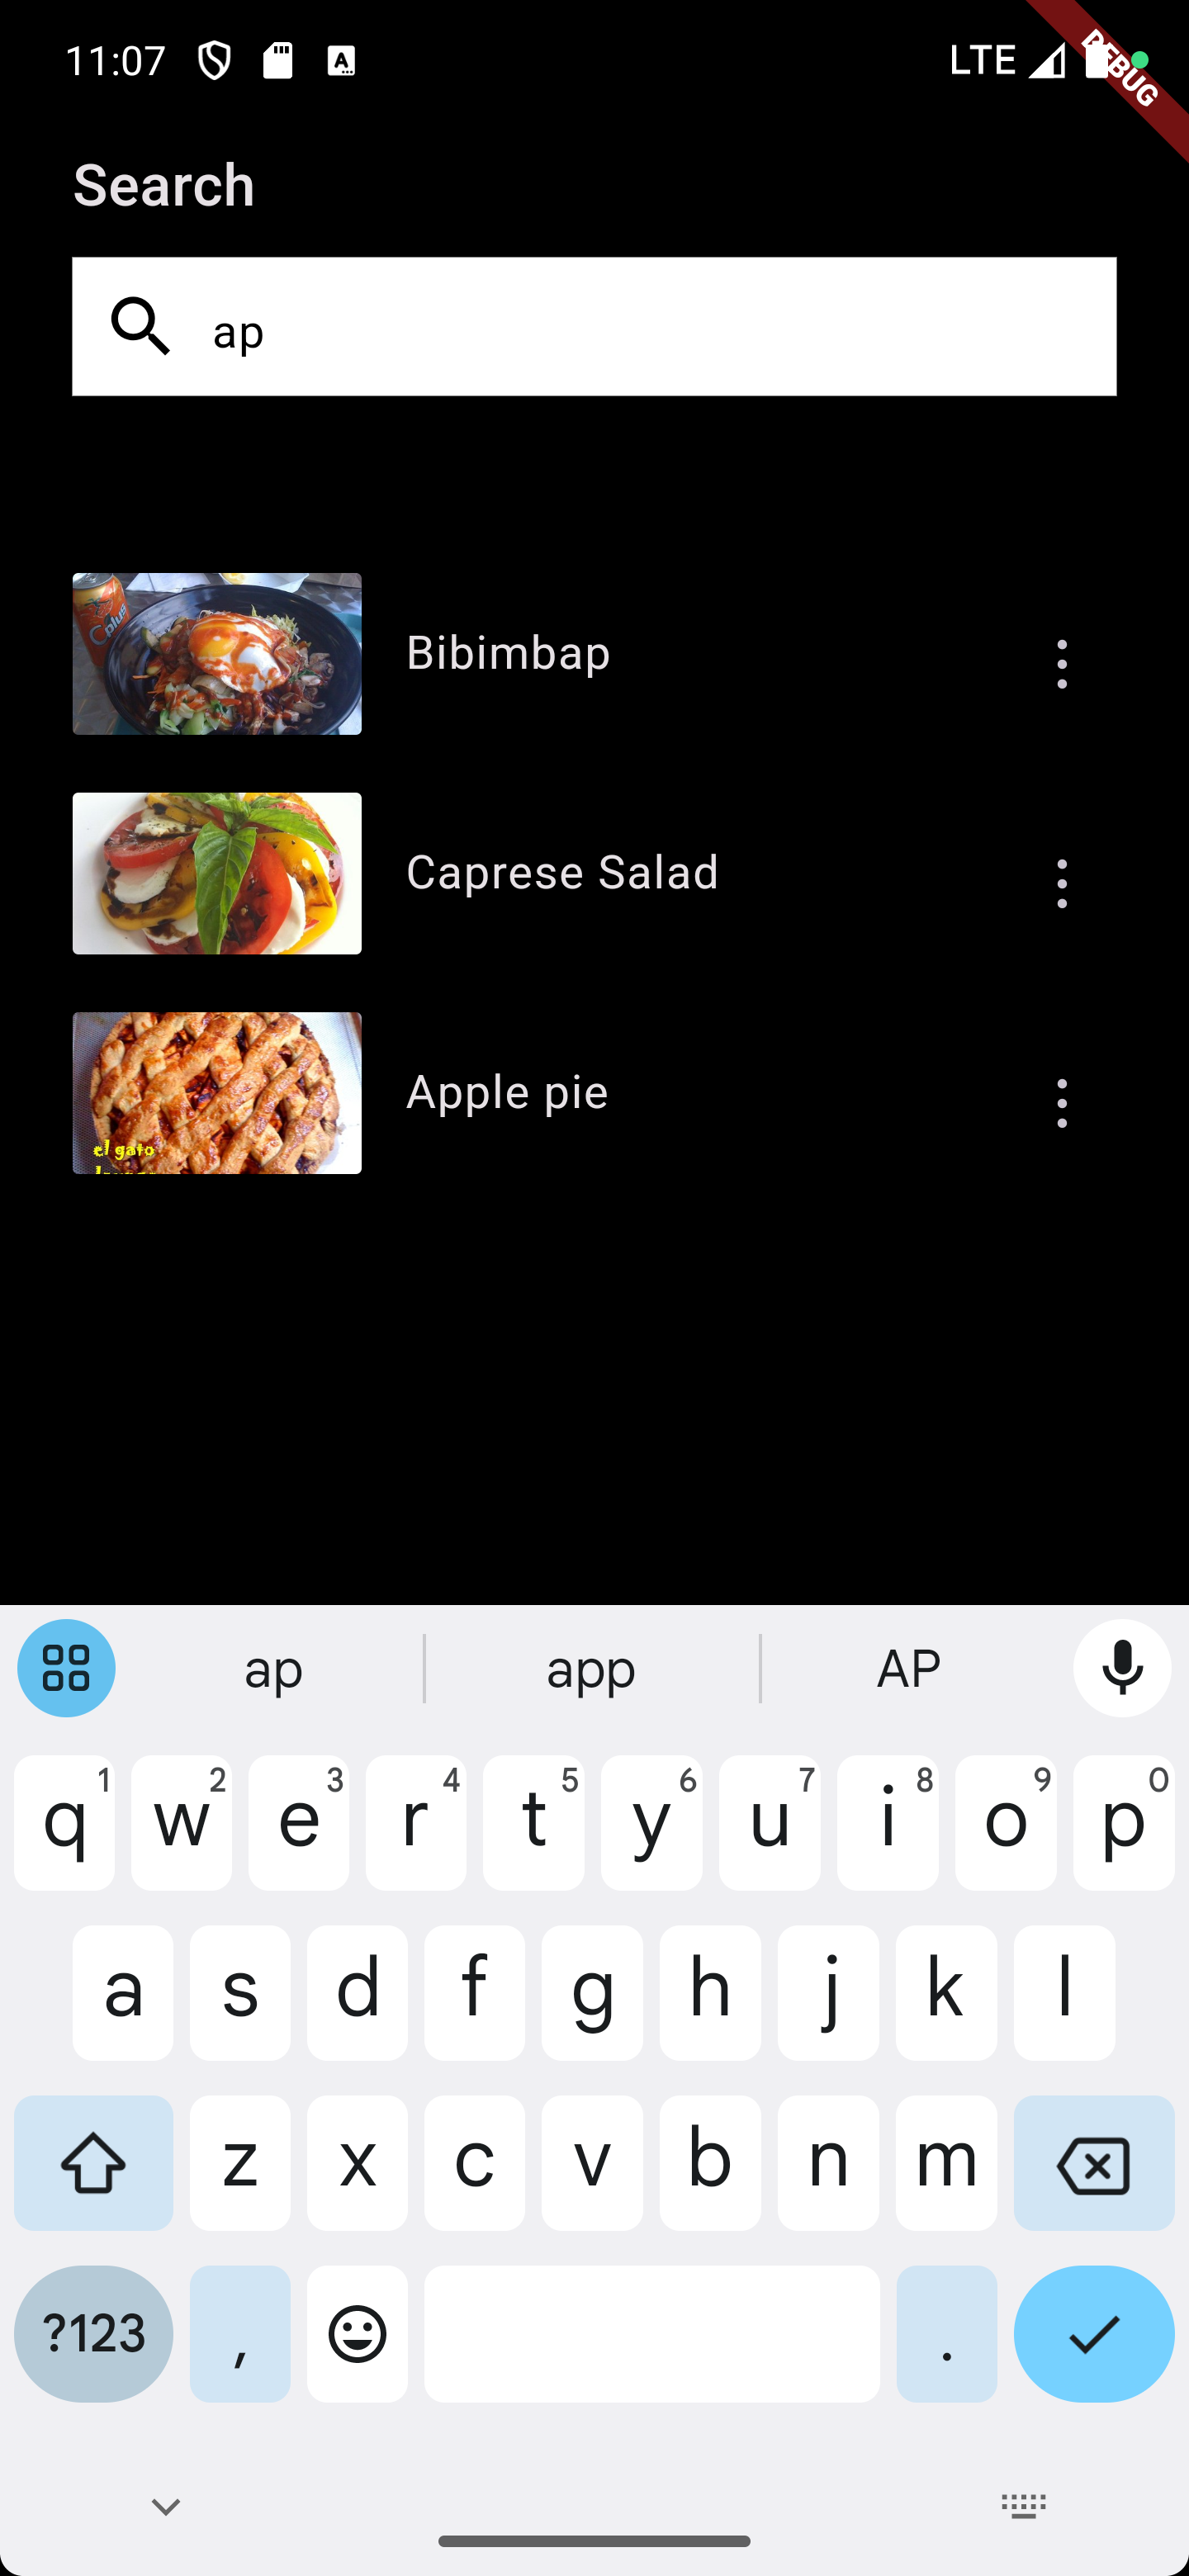 11:07
LTE
DEBUG
Search
ap
Cplus
Bibimbap
Caprese Salad
el gato
Apple pie
ap app AP
q 1 w 2 e 3 r 4 t 5 y 6 u 7 i 8 o 9 p 0
a s d f g h j k l
z x c v b n m
?123 , .